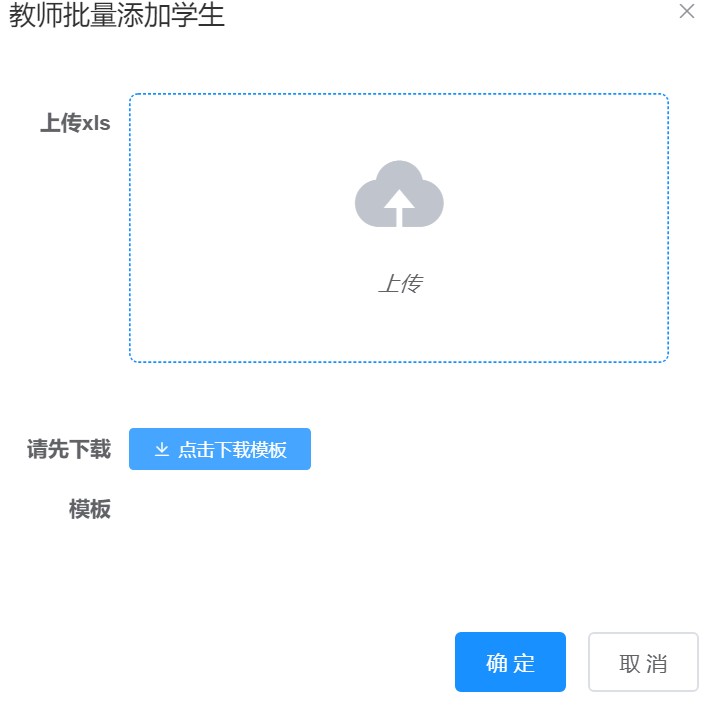 教师批量添加学生
上传xls
上传
请先下载
点击下载模板
模板
确定
取消